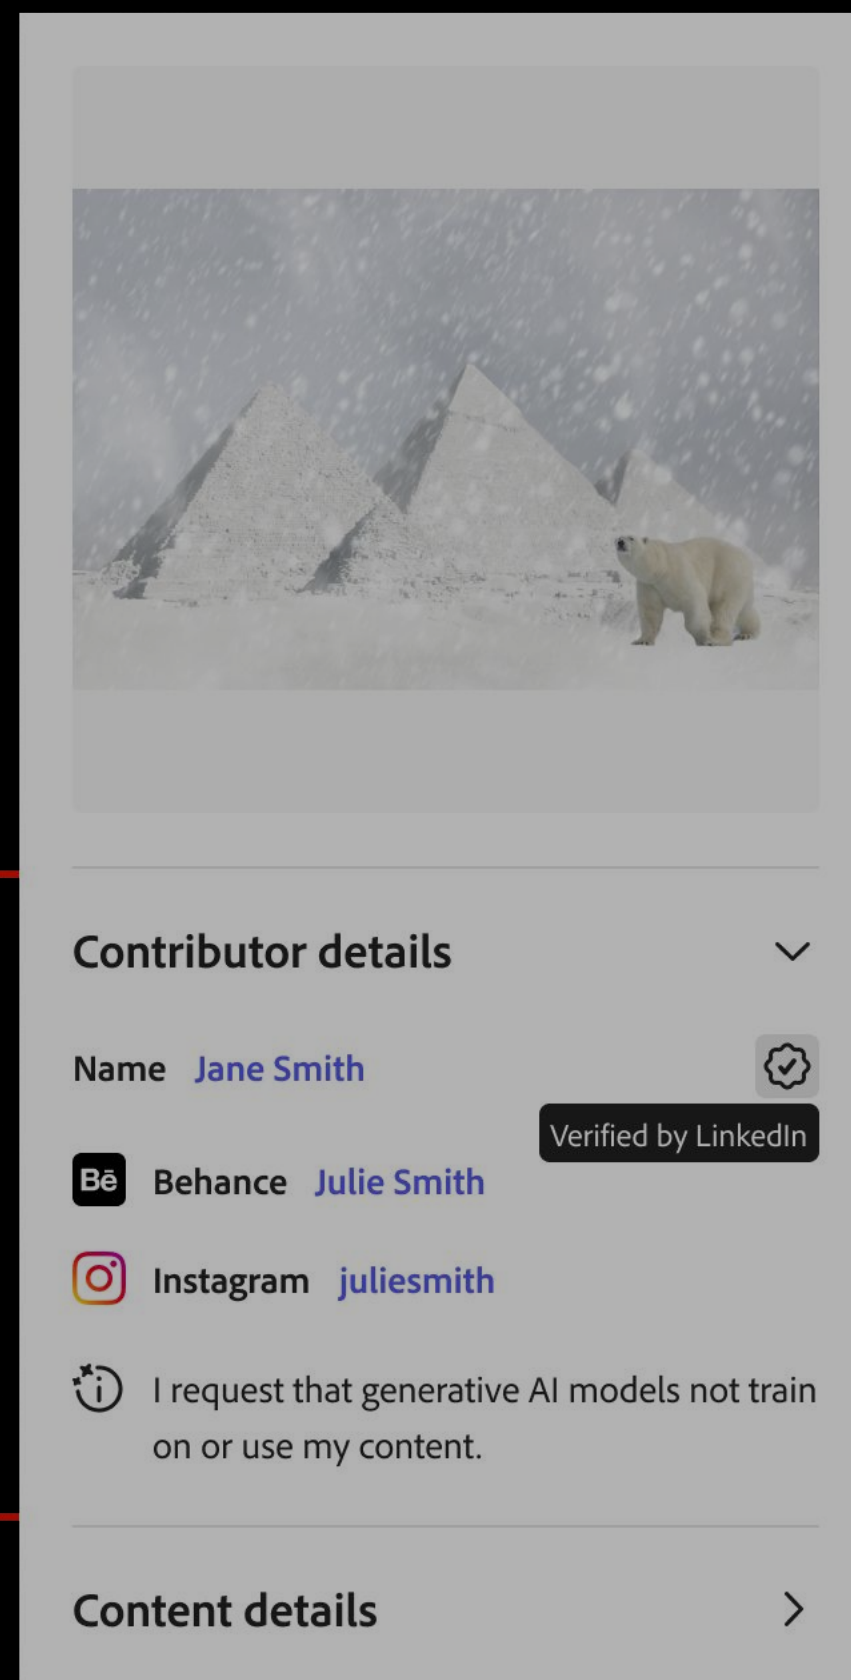 Contributor details
Name Jane Smith
Verified by LinkedIn
Bē Behance Julie Smith
Instagram juliesmith
I request that generative AI models not train
on or use my content.
Content details